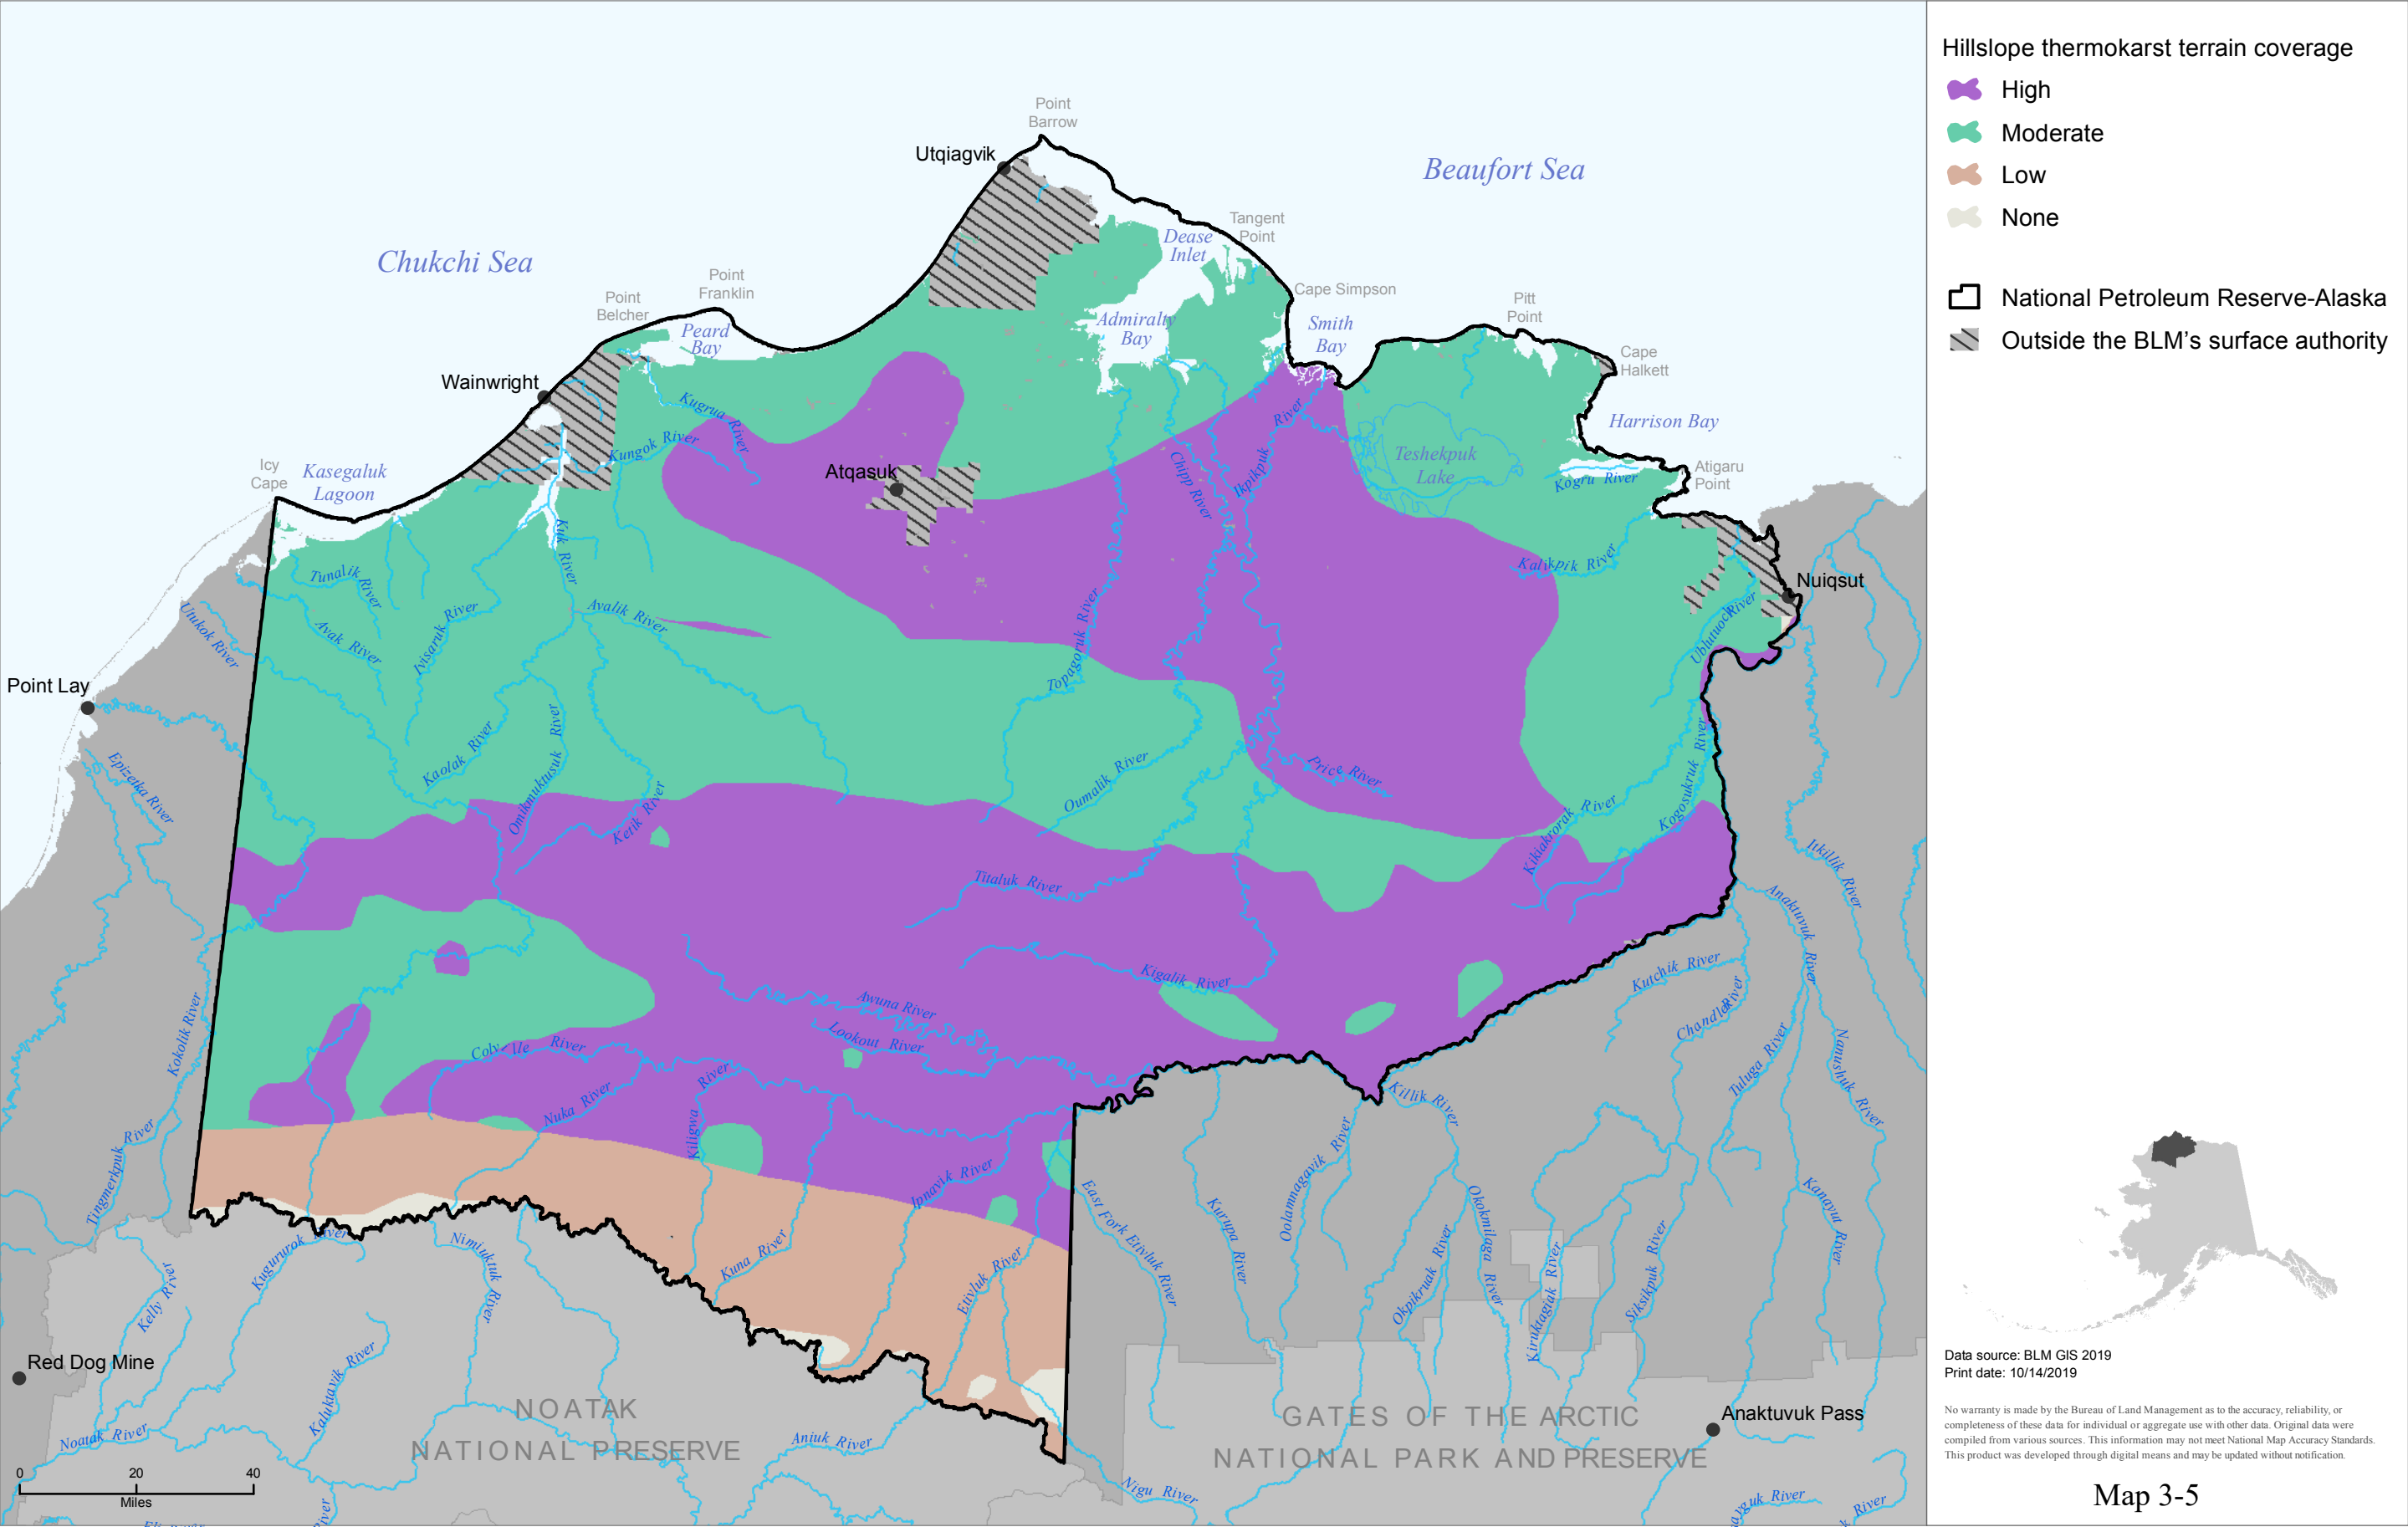 Point
Barrow
Utqiagvik
Beaufort Sea
Tangent
Point
Dease
Inlet
Chukchi Sea
Point
Franklin
Point
Belcher
Peard
Bay
Cape Simpson
Pitt
Point
Admiralty
Bay
Smith
Bay
Cape
Halkett
Wainwright
Kugrua River
Kungok River
Harrison Bay
Icy
Cape
Kasegaluk
Lagoon
Atqasuk
Chipp River
Ikpikpuk River
Teshekpuk
Lake
Kogru River
Atigaru
Point
Kuk River
Kalikpik River
Nuiqsut
Tunalik River
Avak River
Ivisaruk River
Avalik River
Utukok River
Topagoruk River
Ublutuoch River
Point Lay
Epizetka River
Kaolak River
Omikmuktusuk River
Ketik River
Oumalik River
Price River
Kikiakrorak River
Kogosukruk River
Itkillik River
Titaluk River
Anaktuvuk River
Kigalik River
Kutchik River
Chandler River
Awuna River
Lookout River
Kokolik River
Colville River
Nuka River
Kiligwa River
Killik River
Tuluga River
Nanushuk River
Tingmerkpuk River
Ipnavik River
East Fork Etivluk River
Kurupa River
Oolamnagavik River
Okokmilaga River
Okpikruak River
Kiruktagiak River
Siksikpuk River
Kanayut River
Kugururok River
Nimiuktuk River
Kuna River
Etivluk River
Kelly River
Red Dog Mine
Kaluktavik River
NOATAK
NATIONAL PRESERVE
Noatak River
Aniuk River
GATES OF THE ARCTIC
NATIONAL PARK AND PRESERVE
Anaktuvuk Pass
Nigu River
River
River
0 20 40
Miles
Hillslope thermokarst terrain coverage
High
Moderate
Low
None
National Petroleum Reserve-Alaska
Outside the BLM's surface authority
Data source: BLM GIS 2019
Print date: 10/14/2019
No warranty is made by the Bureau of Land Management as to the accuracy, reliability, or
completeness of these data for individual or aggregate use with other data. Original data were
compiled from various sources. This information may not meet National Map Accuracy Standards.
This product was developed through digital means and may be updated without notification.
Map 3-5